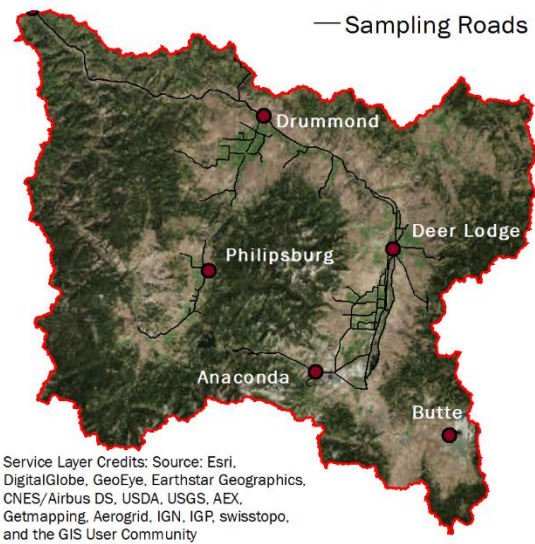 Sampling Roads
Drummond
Deer Lodge
Philipsburg
Anaconda
Butte
Service Layer Credits: Source: Esri,
DigitalGlobe, GeoEye, Earthstar Geographics,
CNES/Airbus DS, USDA, USGS, AEX,
Getmapping, Aerogrid, IGN, IGP, swisstopo,
and the GIS User Community